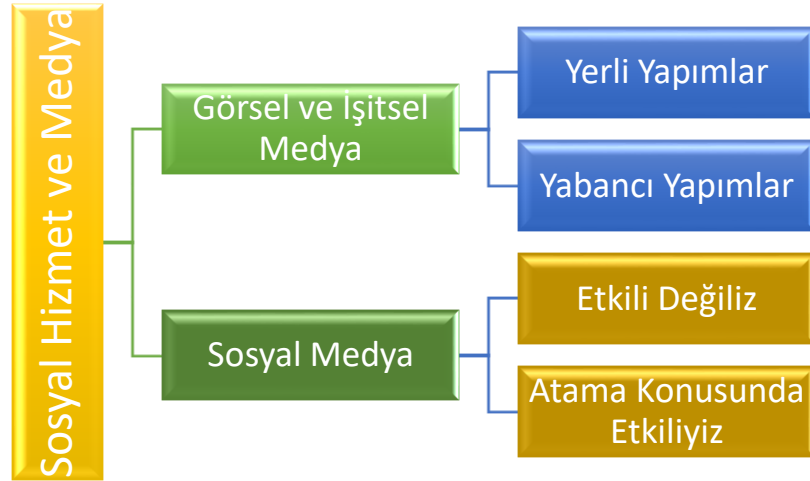 Sosyal Hizmet ve Medya
Görsel ve İşitsel
Medya
Yerli Yapımlar
Yabancı Yapımlar
Sosyal Medya
Etkili Değiliz
Atama Konusunda
Etkiliyiz